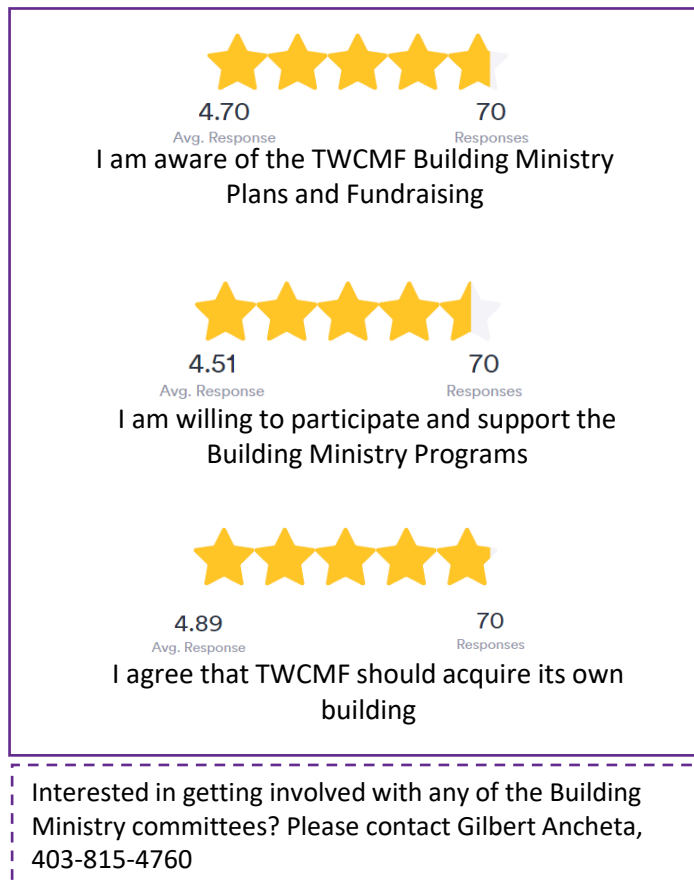 4.70 70
Avg. Response Responses
I am aware of the TWCMF Building Ministry
Plans and Fundraising
4.51 70
Avg. Response Responses
I am willing to participate and support the
Building Ministry Programs
4.89 70
Avg. Response Responses
I agree that TWCMF should acquire its own
building
Interested in getting involved with any of the Building
Ministry committees? Please contact Gilbert Ancheta,
403-815-4760